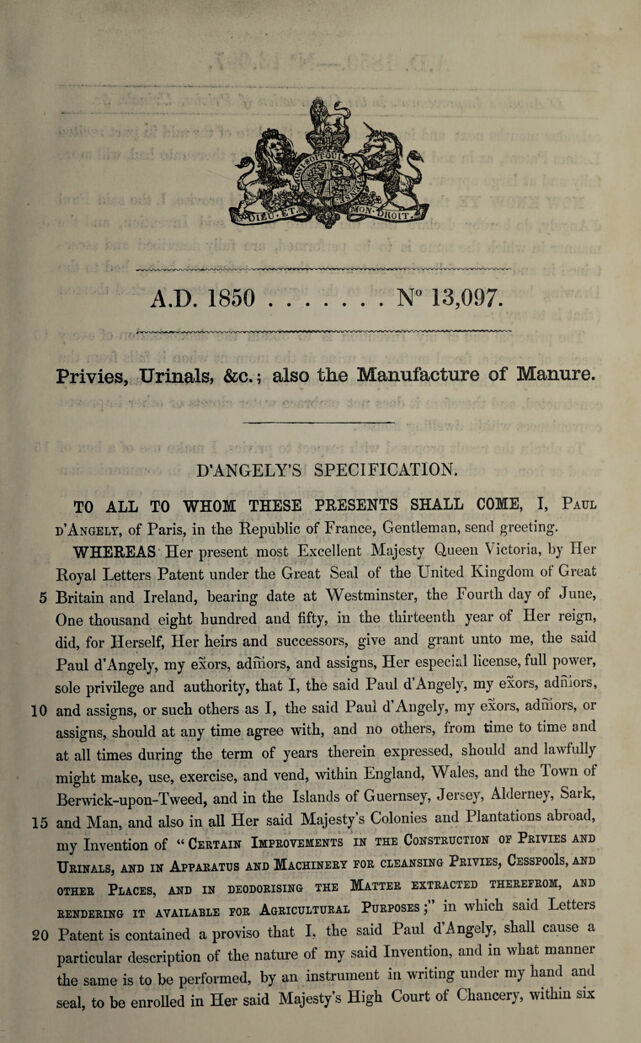 HONI SOIT QUI MAL
DIEU · ET · MON · DROIT
A.D. 1850 . . . . . . . . N° 13,097.
Privies, Urinals, &c.; also the Manufacture of Manure.
D'ANGELY'S SPECIFICATION.
TO ALL TO WHOM THESE PRESENTS SHALL COME, I, PAUL
D'ANGELY, of Paris, in the Republic of France, Gentleman, send greeting.
WHEREAS Her present most Excellent Majesty Queen Victoria, by Her
Royal Letters Patent under the Great Seal of the United Kingdom of Great
5 Britain and Ireland, bearing date at Westminster, the Fourth day of June,
One thousand eight hundred and fifty, in the thirteenth year of Her reign,
did, for Herself, Her heirs and successors, give and grant unto me, the said
Paul d'Angely, my exors, adm̄ors, and assigns, Her especial license, full power,
sole privilege and authority, that I, the said Paul d'Angely, my exors, adm̄ors,
10 and assigns, or such others as I, the said Paul d'Angely, my exors, adm̄ors, or
assigns, should at any time agree with, and no others, from time to time and
at all times during the term of years therein expressed, should and lawfully
might make, use, exercise, and vend, within England, Wales, and the Town of
Berwick-upon-Tweed, and in the Islands of Guernsey, Jersey, Alderney, Sark,
15 and Man, and also in all Her said Majesty's Colonies and Plantations abroad,
my Invention of "CERTAIN IMPROVEMENTS IN THE CONSTRUCTION OF PRIVIES AND
URINALS, AND IN APPARATUS AND MACHINERY FOR CLEANSING PRIVIES, CESSPOOLS, AND
OTHER PLACES, AND IN DEODORISING THE MATTER EXTRACTED THEREFROM, AND
RENDERING IT AVAILABLE FOR AGRICULTURAL PURPOSES;" in which said Letters
20 Patent is contained a proviso that I, the said Paul d'Angely, shall cause a
particular description of the nature of my said Invention, and in what manner
the same is to be performed, by an instrument in writing under my hand and
seal, to be enrolled in Her said Majesty's High Court of Chancery, within six